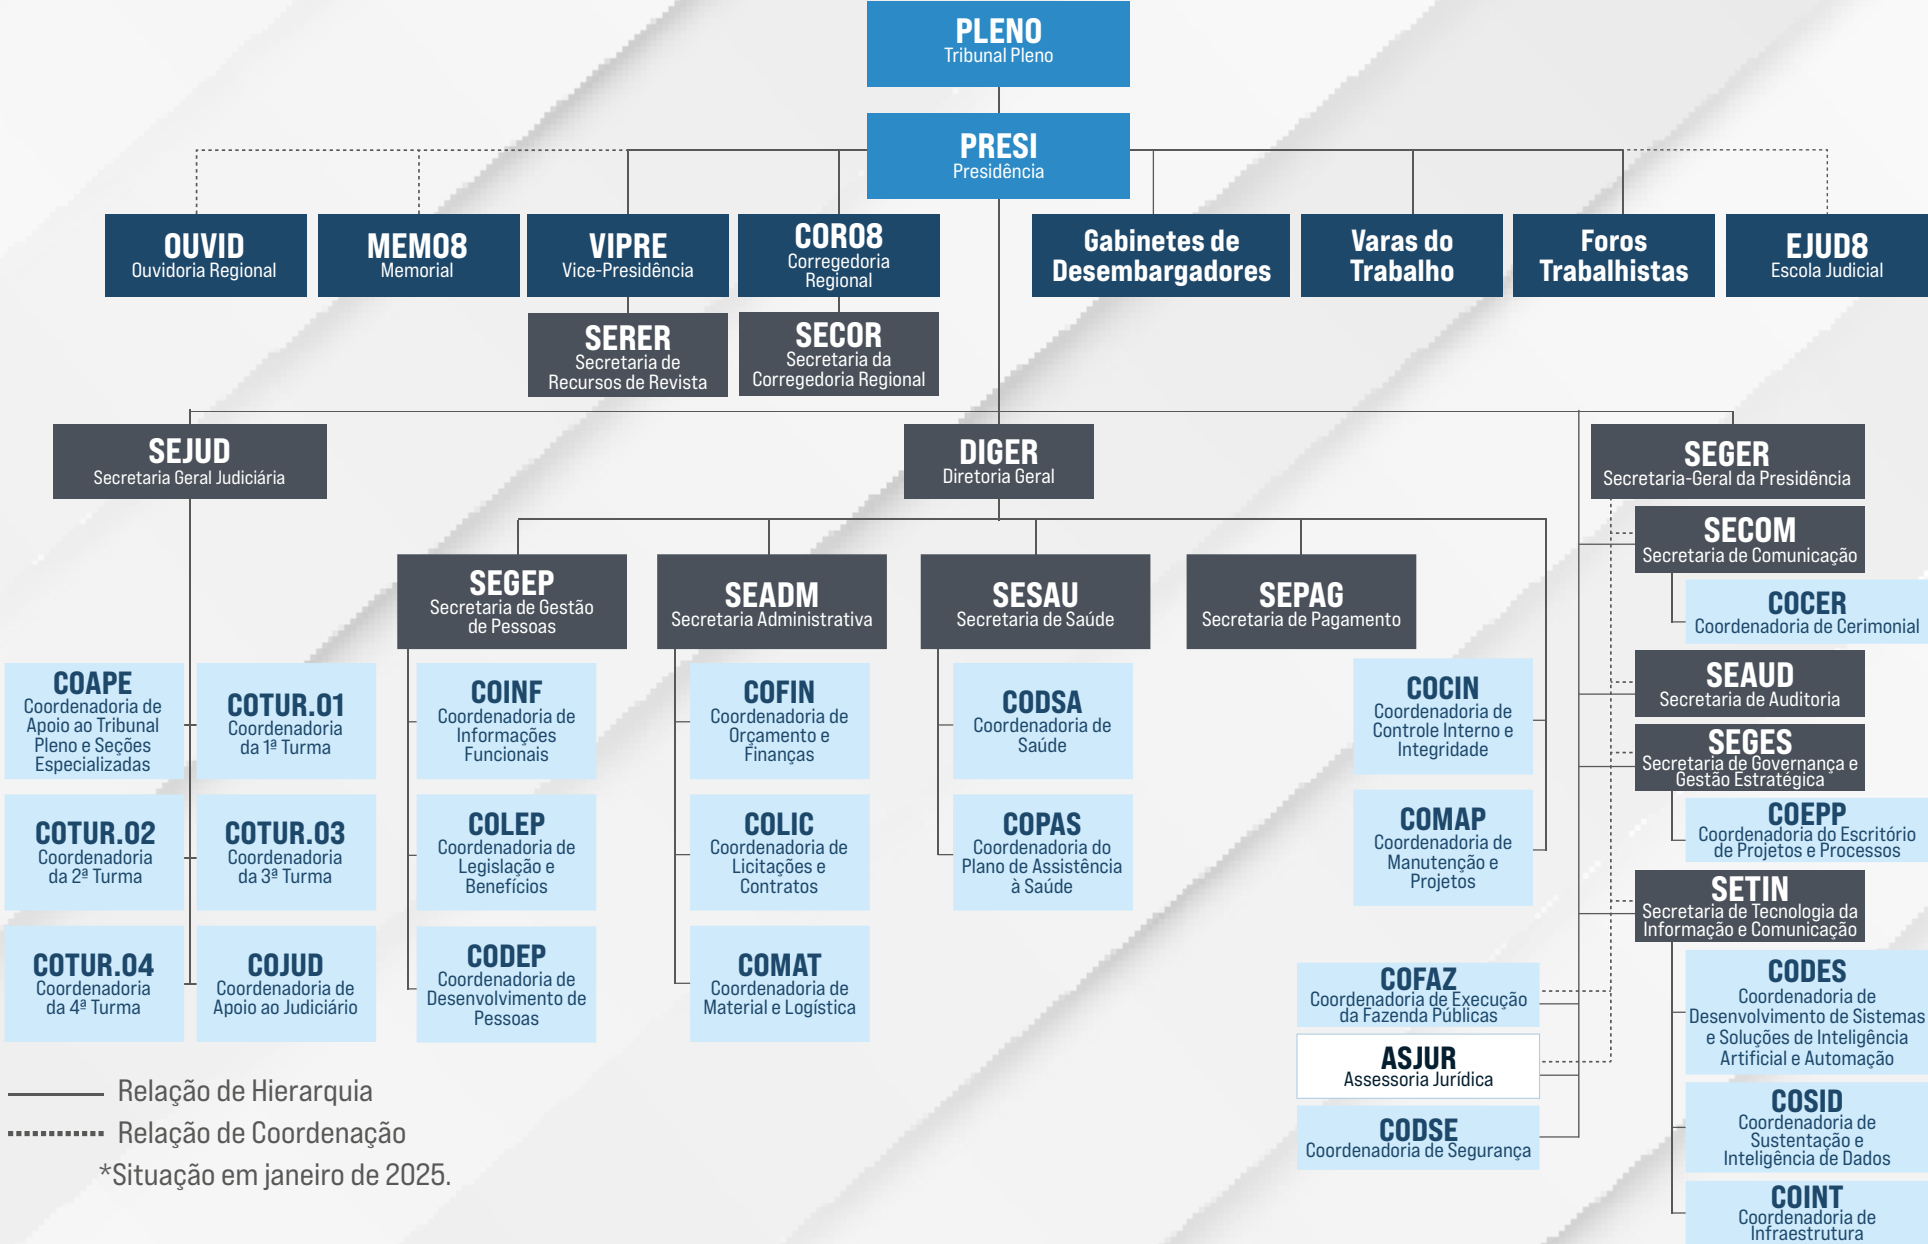 PLENO
Tribunal Pleno
PRESI
Presidência
OUVID
Ouvidoria Regional
MEMO8
Memorial
VIPRE
Vice-Presidência
CORO8
Corregedoria
Regional
Gabinetes de
Desembargadores
Varas do
Trabalho
Foros
Trabalhistas
EJUD8
Escola Judicial
SERER
Secretaria de
Recursos de Revista
SECOR
Secretaria da
Corregedoria Regional
SEJUD
Secretaria Geral Judiciária
DIGER
Diretoria Geral
SEGER
Secretaria-Geral da Presidência
SECOM
Secretaria de Comunicação
COCER
Coordenadoria de Cerimonial
SEGEP
Secretaria de Gestão
de Pessoas
SEADM
Secretaria Administrativa
SESAU
Secretaria de Saúde
SEPAG
Secretaria de Pagamento
SEAUD
Secretaria de Auditoria
SEGES
Secretaria de Governança e
Gestão Estratégica
COEPP
Coordenadoria do Escritório
de Projetos e Processos
SETIN
Secretaria de Tecnologia da
Informação e Comunicação
COAPE
Coordenadoria de
Apoio ao Tribunal
Pleno e Seções
Especializadas
COTUR.01
Coordenadoria
da 1ª Turma
COINF
Coordenadoria de
Informações
Funcionais
COFIN
Coordenadoria de
Orçamento e
Finanças
CODSA
Coordenadoria de
Saúde
COCIN
Coordenadoria de
Controle Interno e
Integridade
COTUR.02
Coordenadoria
da 2ª Turma
COTUR.03
Coordenadoria
da 3ª Turma
COLEP
Coordenadoria de
Legislação e
Benefícios
COLIC
Coordenadoria de
Licitações e
Contratos
COPAS
Coordenadoria do
Plano de Assistência
à Saúde
COMAP
Coordenadoria de
Manutenção e
Projetos
COTUR.04
Coordenadoria
da 4ª Turma
COJUD
Coordenadoria de
Apoio ao Judiciário
CODEP
Coordenadoria de
Desenvolvimento de
Pessoas
COMAT
Coordenadoria de
Material e Logística
COFAZ
Coordenadoria de Execução
da Fazenda Públicas
ASJUR
Assessoria Jurídica
CODSE
Coordenadoria de Segurança
CODES
Coordenadoria de
Desenvolvimento de Sistemas
e Soluções de Inteligência
Artificial e Automação
COSID
Coordenadoria de
Sustentação e
Inteligência de Dados
COINT
Coordenadoria de
Infraestrutura
Relação de Hierarquia
Relação de Coordenação
*Situação em janeiro de 2025.